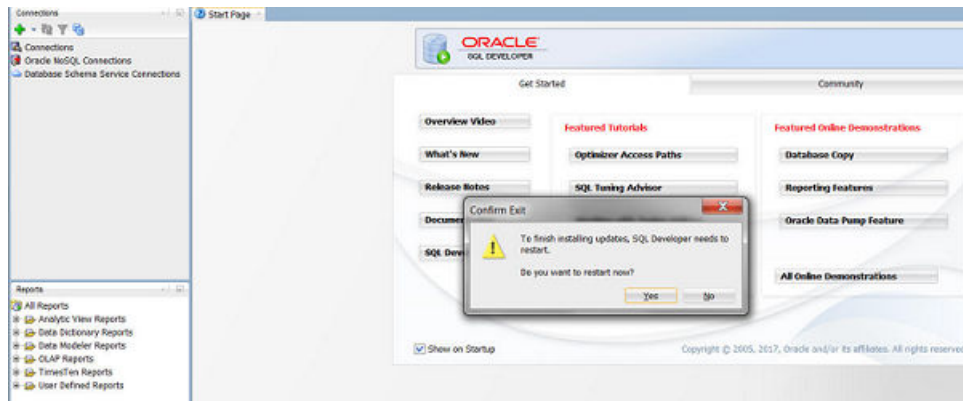 Connections
Start Page
Connections
Oracle NoSQL Connections
Database Schema Service Connections
ORACLE
SQL DEVELOPER
Get Started
Community
Overview Video
What's New
Release Notes
Docume
SQL Deve
Featured Tutorials
Optimizer Access Paths
SQL Tuning Advisor
Featured Online Demonstrations
Database Copy
Reporting Features
Oracle Data Pump Feature
All Online Demonstrations
Confirm Exit
To finish installing updates, SQL Developer needs to
restart.
Do you want to restart now?
Yes
No
Show on Startup
Copyright © 2005, 2017, Oracle and/or its affiliates. All rights reserved
Reports
All Reports
Analytic View Reports
Data Dictionary Reports
Data Modeler Reports
OLAP Reports
TimesTen Reports
User Defined Reports